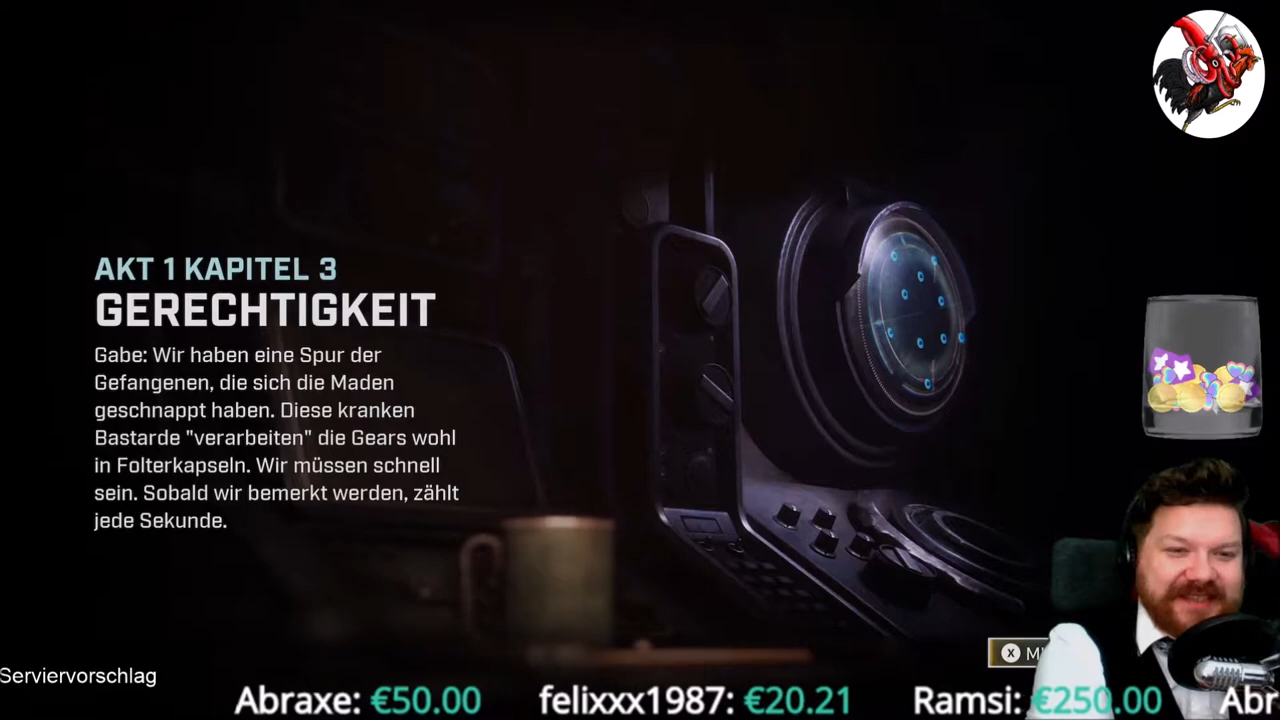 AKT 1 KAPITEL 3
GERECHTIGKEIT
Gabe: Wir haben eine Spur der
Gefangenen, die sich die Maden
geschnappt haben. Diese kranken
Bastarde "verarbeiten" die Gears wohl
in Folterkapseln. Wir müssen schnell
sein. Sobald wir bemerkt werden, zählt
jede Sekunde.
X
Serviervorschlag
Abraxe: €50.00 felixxx1987: €20.21 Ramsi: €250.00 Abr